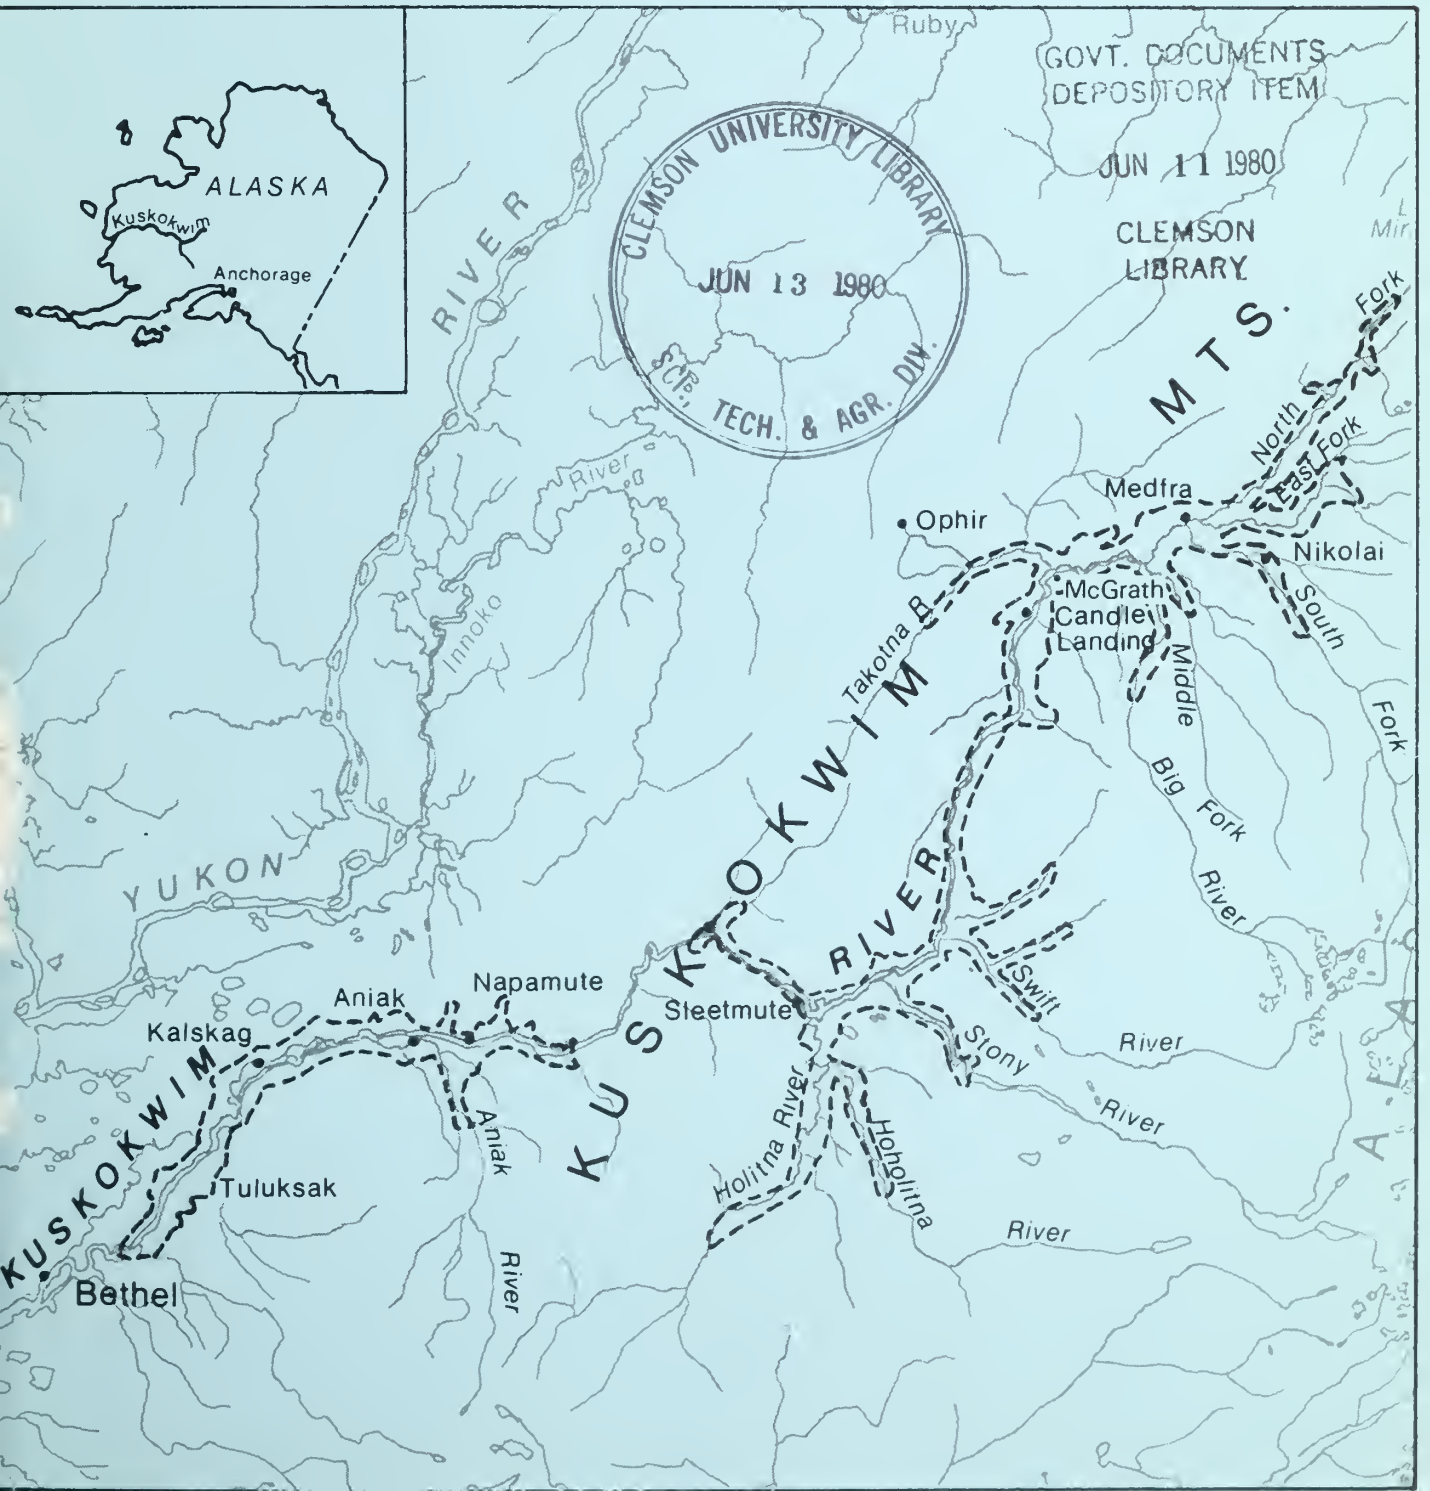 ALASKA
Kuskokwim
Anchorage
Ruby
GOVT. DOCUMENTS
DEPOSITORY ITEM
JUN 11 1980
CLEMSON
LIBRARY
CLEMSON UNIVERSITY LIBRARY
JUN 13 1980
SCI., TECH. & AGR. DIV.
L
Min
RIVER
YUKON
Innoko
River
KUSKOKWIM MTS.
North
Fork
East Fork
Medfra
Ophir
Nikolai
McGrath
Candle
Landing
South
Fork
Middle
Takotna R
Big Fork
River
KUSKOKWIM
RIVER
Swift
River
Stony
River
Sleetmute
Napamute
Aniak
Kalskag
Aniak
River
Holitna River
Hoholitna
River
Tuluksak
Bethel